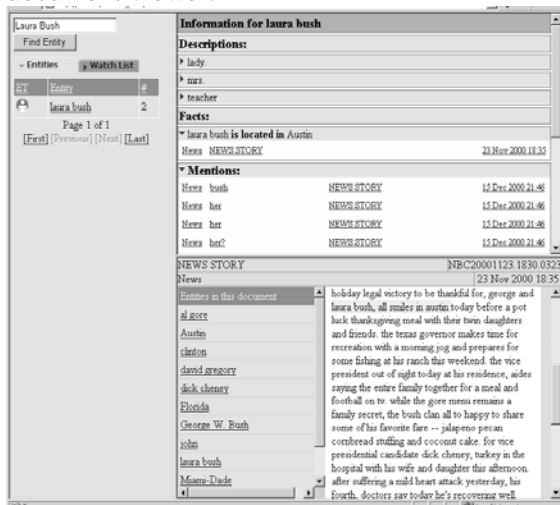 Laura Bush
Find Entity
Entities
Watch List
ET Entity #
laura bush 2
Page 1 of 1
[First] [Previous] [Next] [Last]
Information for laura bush
Descriptions:
lady.
mrs.
teacher
Facts:
laura bush is located in Austin
News NEWS STORY 23 Nov 2000 18:35
Mentions:
News bush NEWS STORY 15 Dec 2000 21:46
News her NEWS STORY 15 Dec 2000 21:46
News her NEWS STORY 15 Dec 2000 21:46
News her? NEWS STORY 15 Dec 2000 21:46
NEWS STORY NBC20001123.1830.0323
News 23 Nov 2000 18:35
Entities in this document
al gore
Austin
clinton
david gregory
dick cheney
Florida
George W. Bush
john
laura bush
Miami-Dade
holiday legal victory to be thankful for, george and
laura bush, all smiles in austin today before a pot
luck thanksgiving meal with their twin daughters
and friends. the texas governor makes time for
recreation with a morning jog and prepares for
some fishing at his ranch this weekend. the vice
president out of sight today at his residence, aides
saying the entire family together for a meal and
football on tv. while the gore menu remains a
family secret, the bush clan all to happy to share
some of his favorite fare -- jalapeno pecan
cornbread stuffing and coconut cake. for vice
presidential candidate dick cheney, turkey in the
hospital with his wife and daughter this afternoon.
after suffering a mild heart attack yesterday, his
fourth. doctors say today he's recovering well.